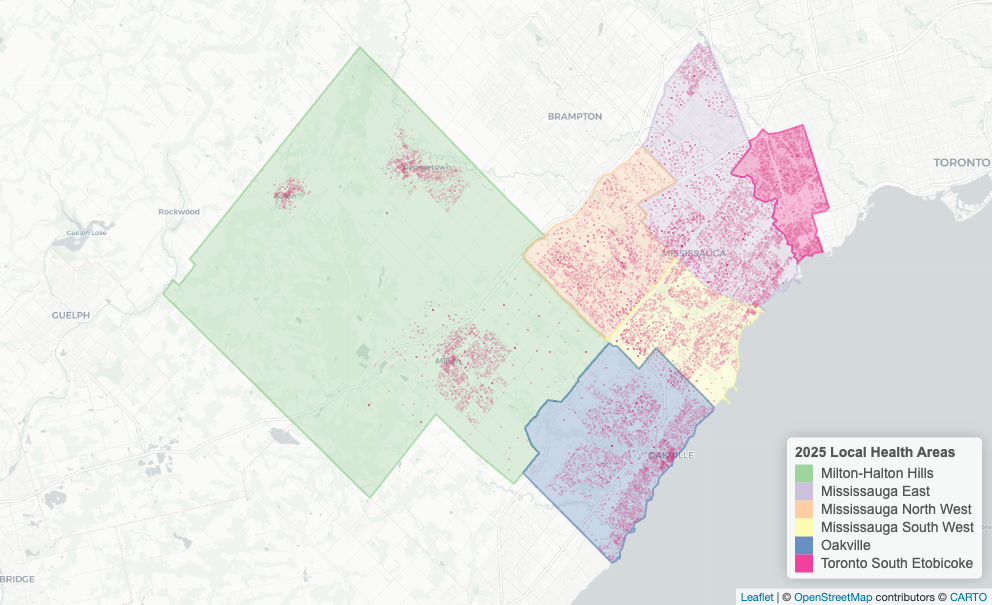 BRAMPTON
TORONTO
Georgetown
Acton
Rockwood
Guelph Lake
MISSISSAUGA
GUELPH
Milton
OAKVILLE
BRIDGE
2025 Local Health Areas
Milton-Halton Hills
Mississauga East
Mississauga North West
Mississauga South West
Oakville
Toronto South Etobicoke
Leaflet | © OpenStreetMap contributors © CARTO